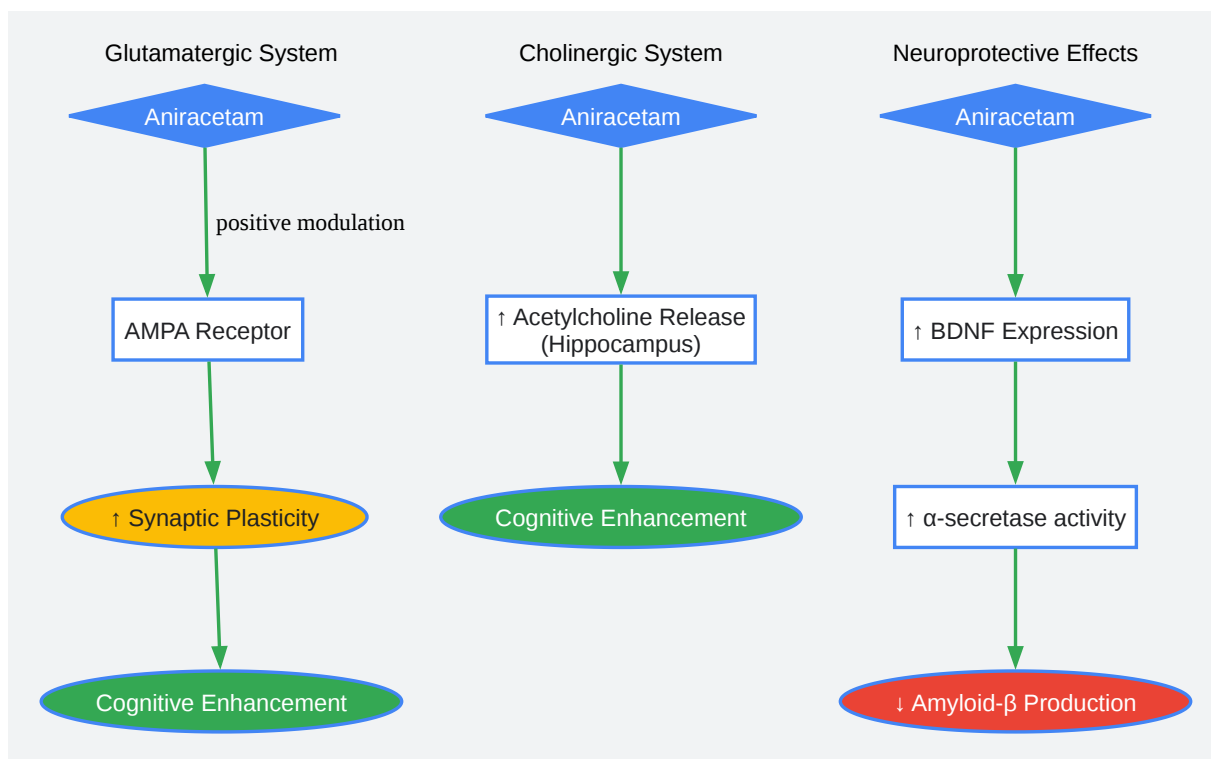 Glutamatergic System
Aniracetam
positive modulation
AMPA Receptor
↑ Synaptic Plasticity
Cognitive Enhancement
Cholinergic System
Aniracetam
↑ Acetylcholine Release
(Hippocampus)
Cognitive Enhancement
Neuroprotective Effects
Aniracetam
↑ BDNF Expression
↑ α-secretase activity
↓ Amyloid-β Production